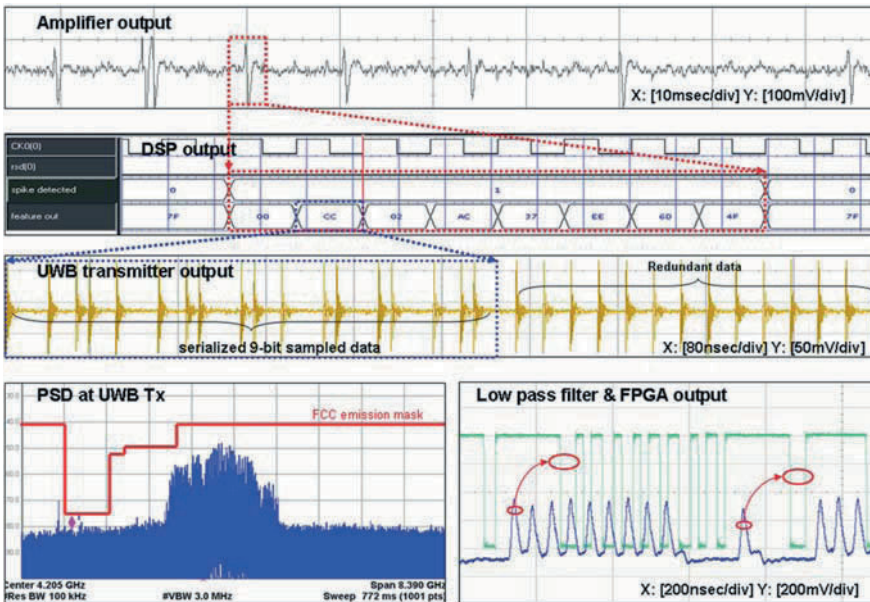 Amplifier output
X: [10msec/div] Y: [100mV/div]
CK.0(0)
DSP output
rsd(0)
spike detected 0 1 0
feature out 7F 00 CC 02 AC 37 EE 6D 4F 7F
UWB transmitter output
Redundant data
serialized 9-bit sampled data
X: [80nsec/div] Y: [50mV/div]
PSD at UWB Tx
FCC emission mask
Center 4.205 GHz Span 8.390 GHz
#Res BW 100 kHz #VBW 3.0 MHz Sweep 772 ms (1001 pts)
Low pass filter & FPGA output
X: [200nsec/div] Y: [200mV/div]